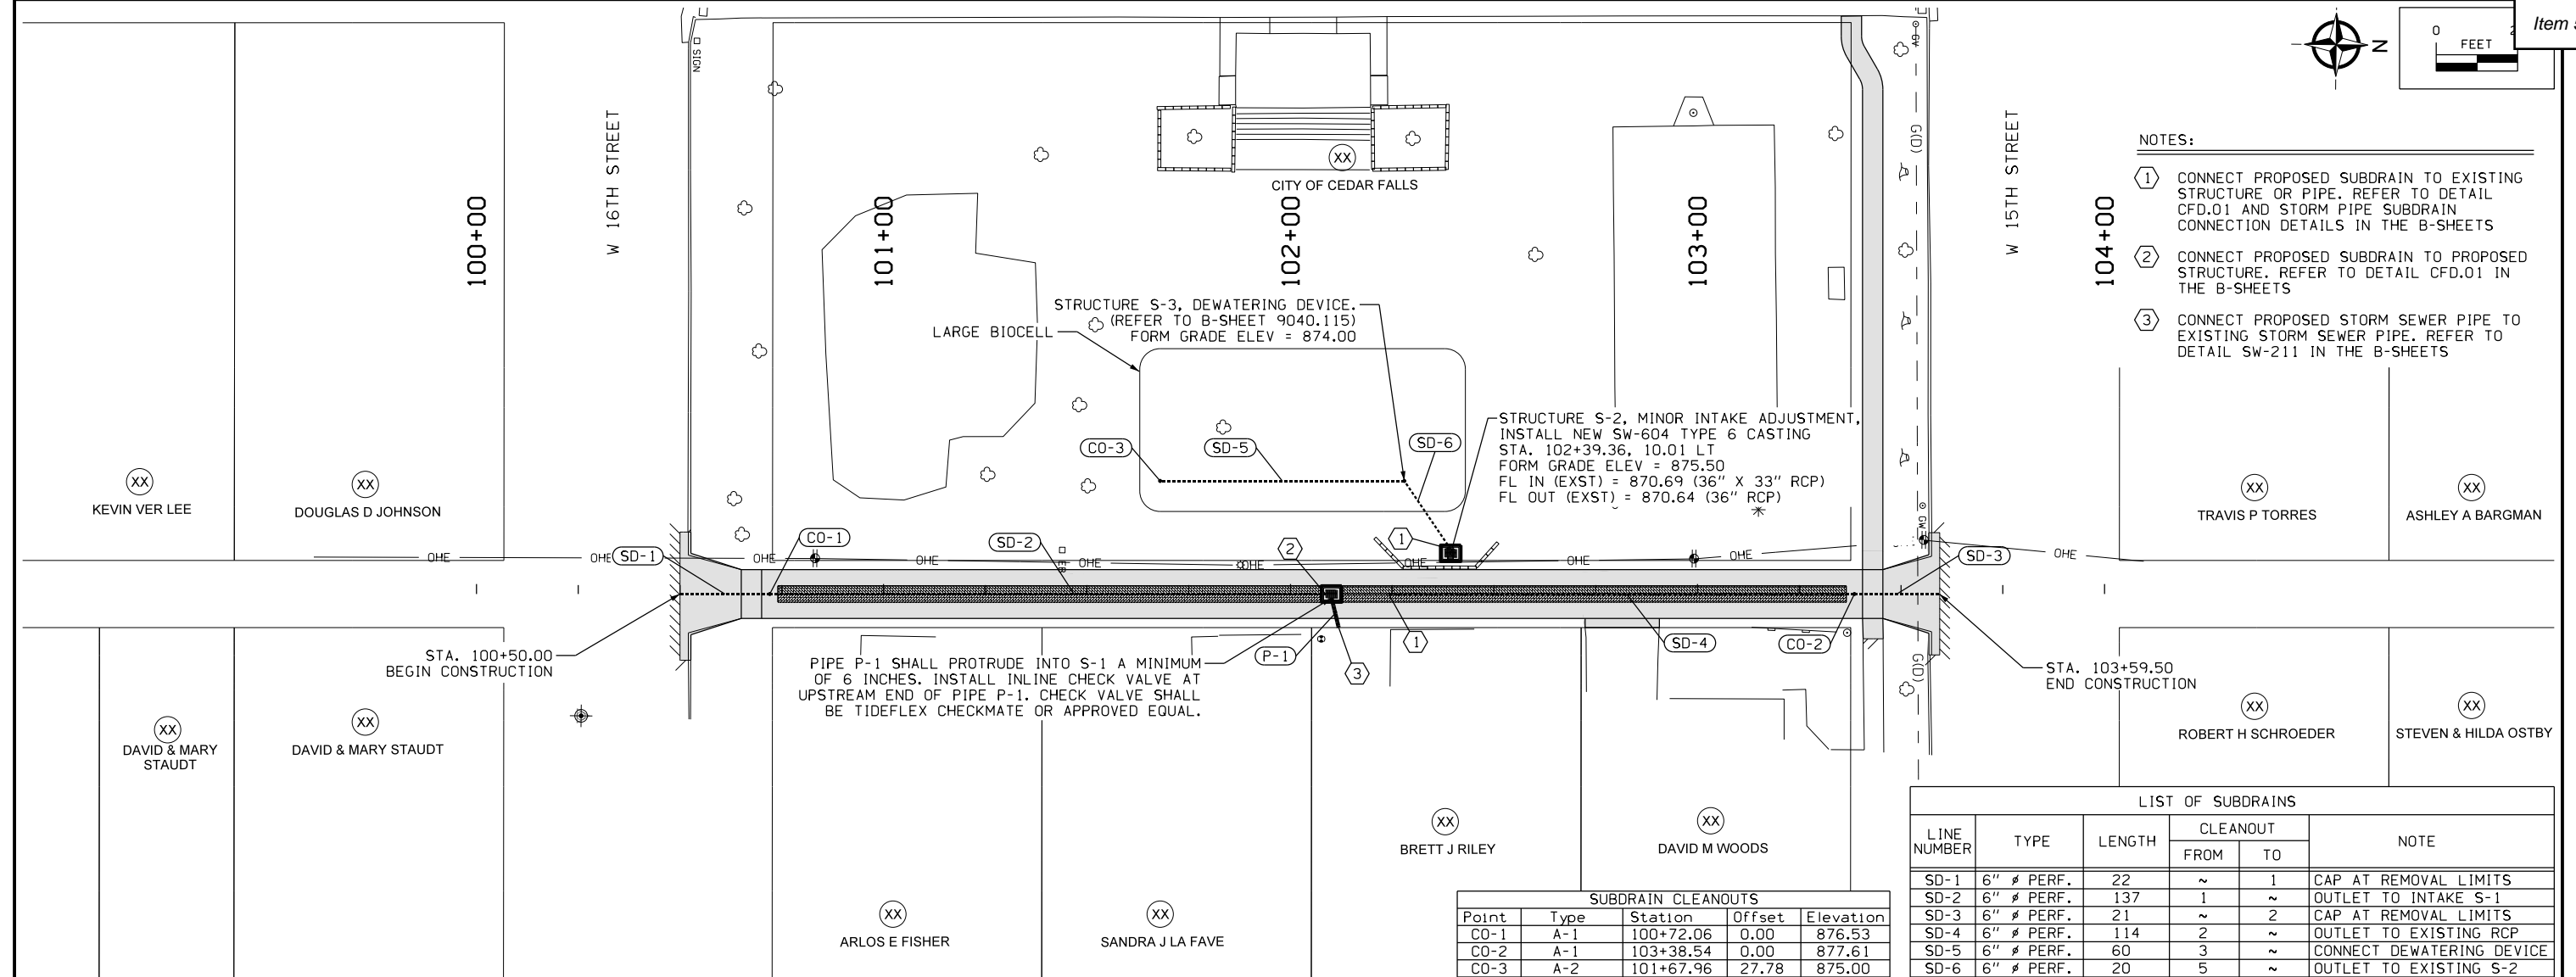 Item
SIGN
GV
N
0
FEET
W 16TH STREET
W 15TH STREET
100+00
101+00
102+00
103+00
104+00
G(D)
XX
CITY OF CEDAR FALLS
NOTES:
1 CONNECT PROPOSED SUBDRAIN TO EXISTING
STRUCTURE OR PIPE. REFER TO DETAIL
CFD.01 AND STORM PIPE SUBDRAIN
CONNECTION DETAILS IN THE B-SHEETS
2 CONNECT PROPOSED SUBDRAIN TO PROPOSED
STRUCTURE. REFER TO DETAIL CFD.01 IN
THE B-SHEETS
3 CONNECT PROPOSED STORM SEWER PIPE TO
EXISTING STORM SEWER PIPE. REFER TO
DETAIL SW-211 IN THE B-SHEETS
STRUCTURE S-3, DEWATERING DEVICE.
(REFER TO B-SHEET 9040.115)
FORM GRADE ELEV = 874.00
LARGE BIOCELL
CO-3
SD-5
SD-6
STRUCTURE S-2, MINOR INTAKE ADJUSTMENT,
INSTALL NEW SW-604 TYPE 6 CASTING
STA. 102+39.36, 10.01 LT
FORM GRADE ELEV = 875.50
FL IN (EXST) = 870.69 (36" X 33" RCP)
FL OUT (EXST) = 870.64 (36" RCP)
XX
KEVIN VER LEE
XX
DOUGLAS D JOHNSON
XX
TRAVIS P TORRES
XX
ASHLEY A BARGMAN
OHE
OHE
SD-1
OHE
CO-1
OHE
SD-2
OHE
OHE
2
1
OHE
OHE
OHE
GW
SD-3
OHE
STA. 100+50.00
BEGIN CONSTRUCTION
PIPE P-1 SHALL PROTRUDE INTO S-1 A MINIMUM
OF 6 INCHES. INSTALL INLINE CHECK VALVE AT
UPSTREAM END OF PIPE P-1. CHECK VALVE SHALL
BE TIDEFLEX CHECKMATE OR APPROVED EQUAL.
P-1
3
1
SD-4
CO-2
G(D)
STA. 103+59.50
END CONSTRUCTION
XX
DAVID & MARY
STAUDT
XX
DAVID & MARY STAUDT
XX
ROBERT H SCHROEDER
XX
STEVEN & HILDA OSTBY
XX
ARLOS E FISHER
XX
SANDRA J LA FAVE
XX
BRETT J RILEY
XX
DAVID M WOODS
SUBDRAIN CLEANOUTS
Point Type Station Offset Elevation
CO-1 A-1 100+72.06 0.00 876.53
CO-2 A-1 103+38.54 0.00 877.61
CO-3 A-2 101+67.96 27.78 875.00
LIST OF SUBDRAINS
LINE NUMBER TYPE LENGTH CLEANOUT FROM TO NOTE
SD-1 6" ø PERF. 22 ~ 1 CAP AT REMOVAL LIMITS
SD-2 6" ø PERF. 137 1 ~ OUTLET TO INTAKE S-1
SD-3 6" ø PERF. 21 ~ 2 CAP AT REMOVAL LIMITS
SD-4 6" ø PERF. 114 2 ~ OUTLET TO EXISTING RCP
SD-5 6" ø PERF. 60 3 ~ CONNECT DEWATERING DEVICE
SD-6 6" ø PERF. 20 5 ~ OUTLET TO EXISTING S-2